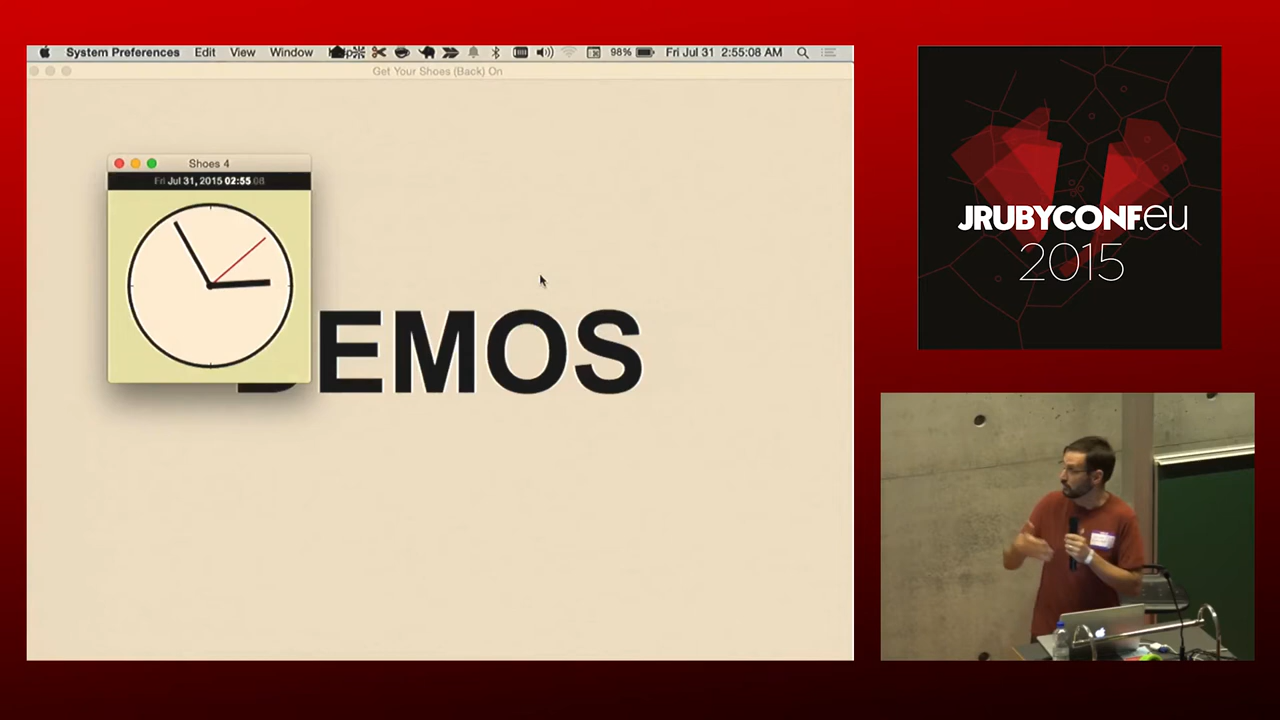 System Preferences Edit View Window 98% Fri Jul 31 2:55:08 AM
Get Your Shoes (Back) On
Shoes 4
Fri Jul 31, 2015 02:55 08
EMOS
JRUBYCONF.EU
2015